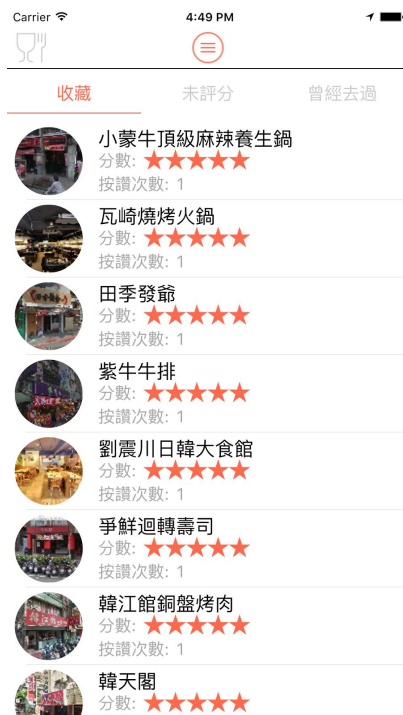 Carrier 4:49 PM
收藏 未評分 曾經去過
小蒙牛頂級麻辣養生鍋
分數: ★★★★★
按讚次數: 1
瓦崎燒烤火鍋
分數: ★★★★★
按讚次數: 1
田季發爺
分數: ★★★★★
按讚次數: 1
紫牛牛排
分數: ★★★★★
按讚次數: 1
劉震川日韓大食館
分數: ★★★★★
按讚次數: 1
爭鮮迴轉壽司
分數: ★★★★★
按讚次數: 1
韓江館銅盤烤肉
分數: ★★★★★
按讚次數: 1
韓天閣
分數: ★★★★★